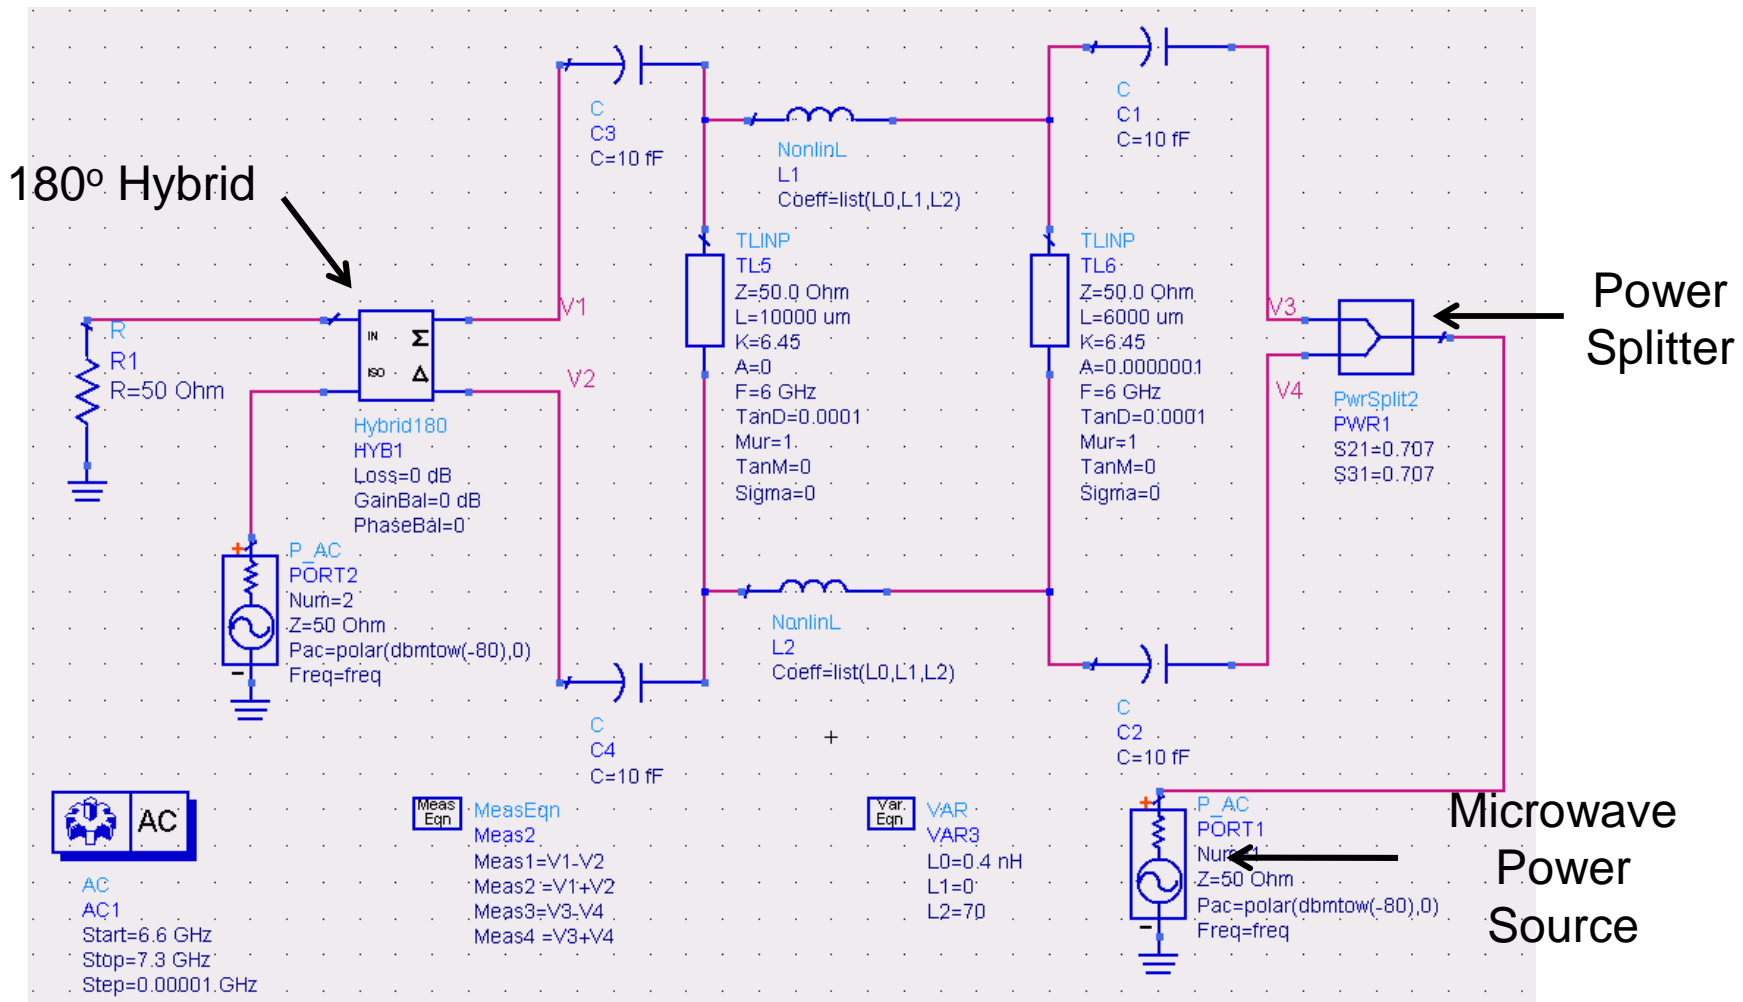 180º Hybrid
C
C3
C=10 fF
C
C1
C=10 fF
NonlinL
L1
Coeff=list(L0,L1,L2)
TLINP
TL5
Z=50.0 Ohm
L=10000 um
K=6.45
A=0
F=6 GHz
TanD=0.0001
Mur=1
TanM=0
Sigma=0
TLINP
TL6
Z=50.0 Ohm
L=6000 um
K=6.45
A=0.0000001
F=6 GHz
TanD=0.0001
Mur=1
TanM=0
Sigma=0
V1
V2
V3
V4
Power
Splitter
R
R1
R=50 Ohm
IN
Σ
ISO
Δ
Hybrid180
HYB1
Loss=0 dB
GainBal=0 dB
PhaseBal=0
PwrSplit2
PWR1
S21=0.707
S31=0.707
P_AC
PORT2
Num=2
Z=50 Ohm
Pac=polar(dbmtow(-80),0)
Freq=freq
NonlinL
L2
Coeff=list(L0,L1,L2)
C
C4
C=10 fF
C
C2
C=10 fF
AC
AC
AC1
Start=6.6 GHz
Stop=7.3 GHz
Step=0.00001 GHz
Meas
Eqn
MeasEqn
Meas2
Meas1=V1-V2
Meas2 =V1+V2
Meas3=V3-V4
Meas4 =V3+V4
Var
Eqn
VAR
VAR3
L0=0.4 nH
L1=0
L2=70
P_AC
PORT1
Z=50 Ohm
Pac=polar(dbmtow(-80),0)
Freq=freq
Microwave
Power
Source